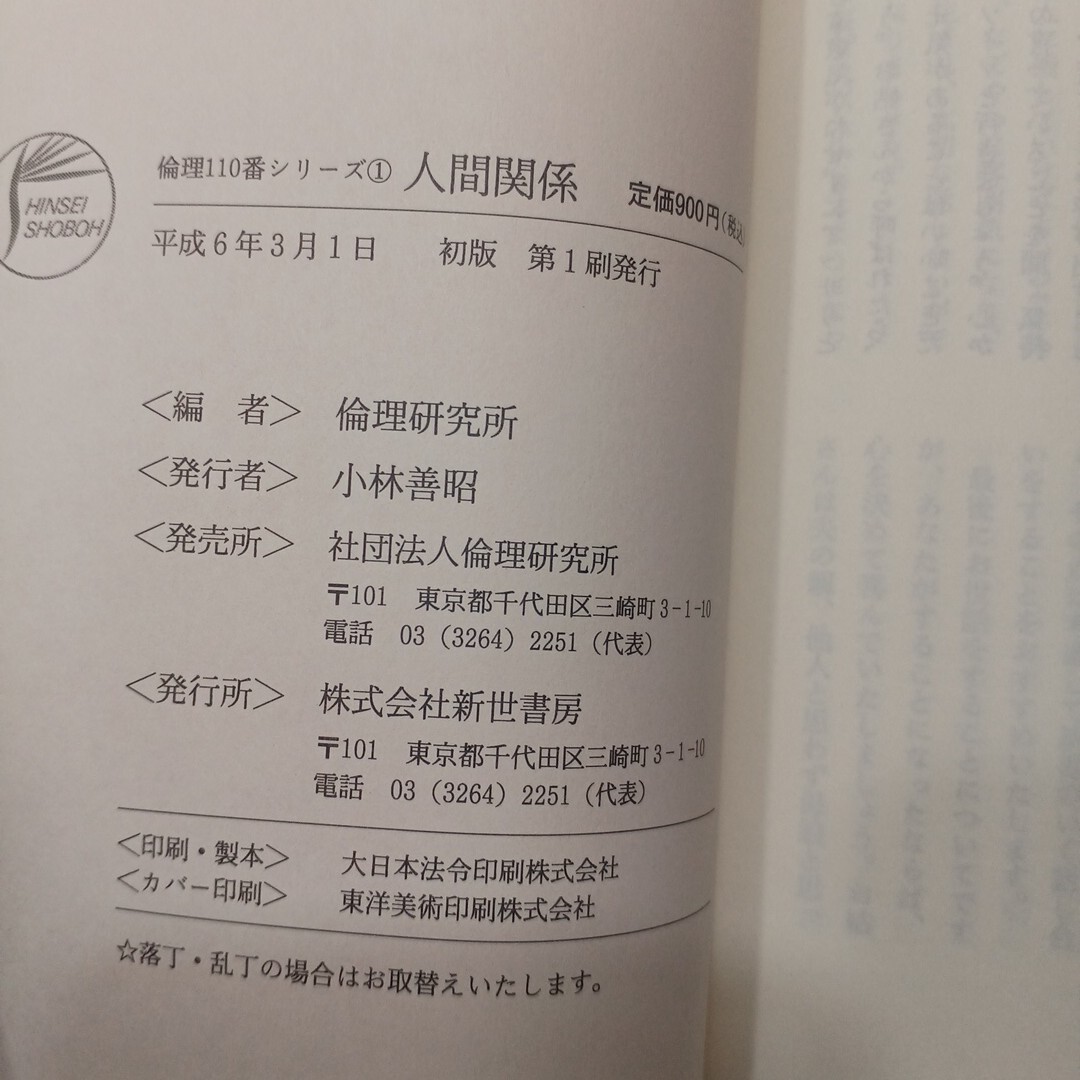 HINSEI
SHOBOH
倫理110番シリーズ① 人間関係 定価900円(税込)
平成6年3月1日 初版 第1刷発行
<編 者> 倫理研究所
<発行者> 小林善昭
<発売所> 社団法人倫理研究所
〒101 東京都千代田区三崎町3-1-10
電話 03(3264)2251(代表)
<発行所> 株式会社新世書房
〒101 東京都千代田区三崎町3-1-10
電話 03(3264)2251(代表)
<印刷・製本> 大日本法令印刷株式会社
<カバー印刷> 東洋美術印刷株式会社
☆落丁・乱丁の場合はお取替えいたします。